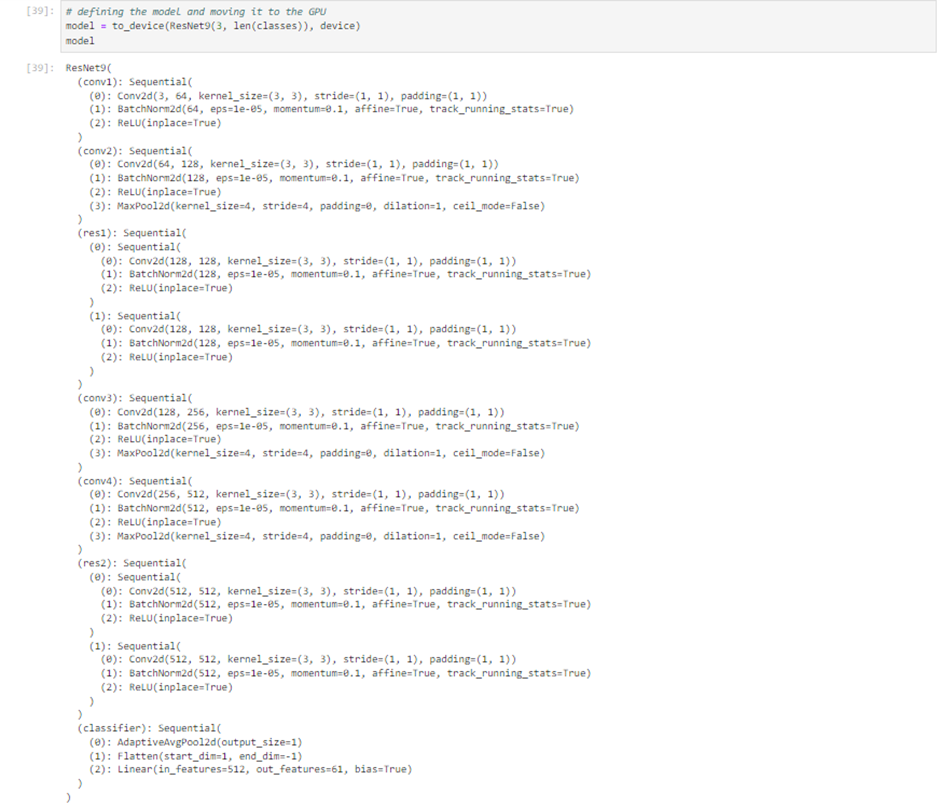 [39]: # defining the model and moving it to the GPU
model = to_device(ResNet9(3, len(classes)), device)
model
[39]: ResNet9(
(conv1): Sequential(
(0): Conv2d(3, 64, kernel_size=(3, 3), stride=(1, 1), padding=(1, 1))
(1): BatchNorm2d(64, eps=1e-05, momentum=0.1, affine=True, track_running_stats=True)
(2): ReLU(inplace=True)
)
(conv2): Sequential(
(0): Conv2d(64, 128, kernel_size=(3, 3), stride=(1, 1), padding=(1, 1))
(1): BatchNorm2d(128, eps=1e-05, momentum=0.1, affine=True, track_running_stats=True)
(2): ReLU(inplace=True)
(3): MaxPool2d(kernel_size=4, stride=4, padding=0, dilation=1, ceil_mode=False)
)
(res1): Sequential(
(0): Sequential(
(0): Conv2d(128, 128, kernel_size=(3, 3), stride=(1, 1), padding=(1, 1))
(1): BatchNorm2d(128, eps=1e-05, momentum=0.1, affine=True, track_running_stats=True)
(2): ReLU(inplace=True)
)
(1): Sequential(
(0): Conv2d(128, 128, kernel_size=(3, 3), stride=(1, 1), padding=(1, 1))
(1): BatchNorm2d(128, eps=1e-05, momentum=0.1, affine=True, track_running_stats=True)
(2): ReLU(inplace=True)
)
)
(conv3): Sequential(
(0): Conv2d(128, 256, kernel_size=(3, 3), stride=(1, 1), padding=(1, 1))
(1): BatchNorm2d(256, eps=1e-05, momentum=0.1, affine=True, track_running_stats=True)
(2): ReLU(inplace=True)
(3): MaxPool2d(kernel_size=4, stride=4, padding=0, dilation=1, ceil_mode=False)
)
(conv4): Sequential(
(0): Conv2d(256, 512, kernel_size=(3, 3), stride=(1, 1), padding=(1, 1))
(1): BatchNorm2d(512, eps=1e-05, momentum=0.1, affine=True, track_running_stats=True)
(2): ReLU(inplace=True)
(3): MaxPool2d(kernel_size=4, stride=4, padding=0, dilation=1, ceil_mode=False)
)
(res2): Sequential(
(0): Sequential(
(0): Conv2d(512, 512, kernel_size=(3, 3), stride=(1, 1), padding=(1, 1))
(1): BatchNorm2d(512, eps=1e-05, momentum=0.1, affine=True, track_running_stats=True)
(2): ReLU(inplace=True)
)
(1): Sequential(
(0): Conv2d(512, 512, kernel_size=(3, 3), stride=(1, 1), padding=(1, 1))
(1): BatchNorm2d(512, eps=1e-05, momentum=0.1, affine=True, track_running_stats=True)
(2): ReLU(inplace=True)
)
)
(classifier): Sequential(
(0): AdaptiveAvgPool2d(output_size=1)
(1): Flatten(start_dim=1, end_dim=-1)
(2): Linear(in_features=512, out_features=61, bias=True)
)
)